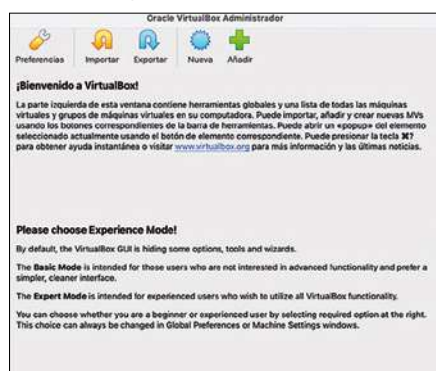 Oracle VirtualBox Administrador
Preferencias Importar Exportar Nueva Añadir
¡Bienvenido a VirtualBox!
La parte izquierda de esta ventana contiene herramientas globales y una lista de todas las máquinas
virtuales y grupos de máquinas virtuales en su computadora. Puede importar, añadir y crear nuevas MVs
usando los botones correspondientes de la barra de herramientas. Puede abrir un «popup» del elemento
seleccionado actualmente usando el botón de elemento correspondiente. Puede presionar la tecla ⌘?
para obtener ayuda instantánea o visitar www.virtualbox.org para más información y las últimas noticias.
Please choose Experience Mode!
By default, the VirtualBox GUI is hiding some options, tools and wizards.
The Basic Mode is intended for those users who are not interested in advanced functionality and prefer a
simpler, cleaner interface.
The Expert Mode is intended for experienced users who wish to utilize all VirtualBox functionality.
You can choose whether you are a beginner or experienced user by selecting required option at the right.
This choice can always be changed in Global Preferences or Machine Settings windows.